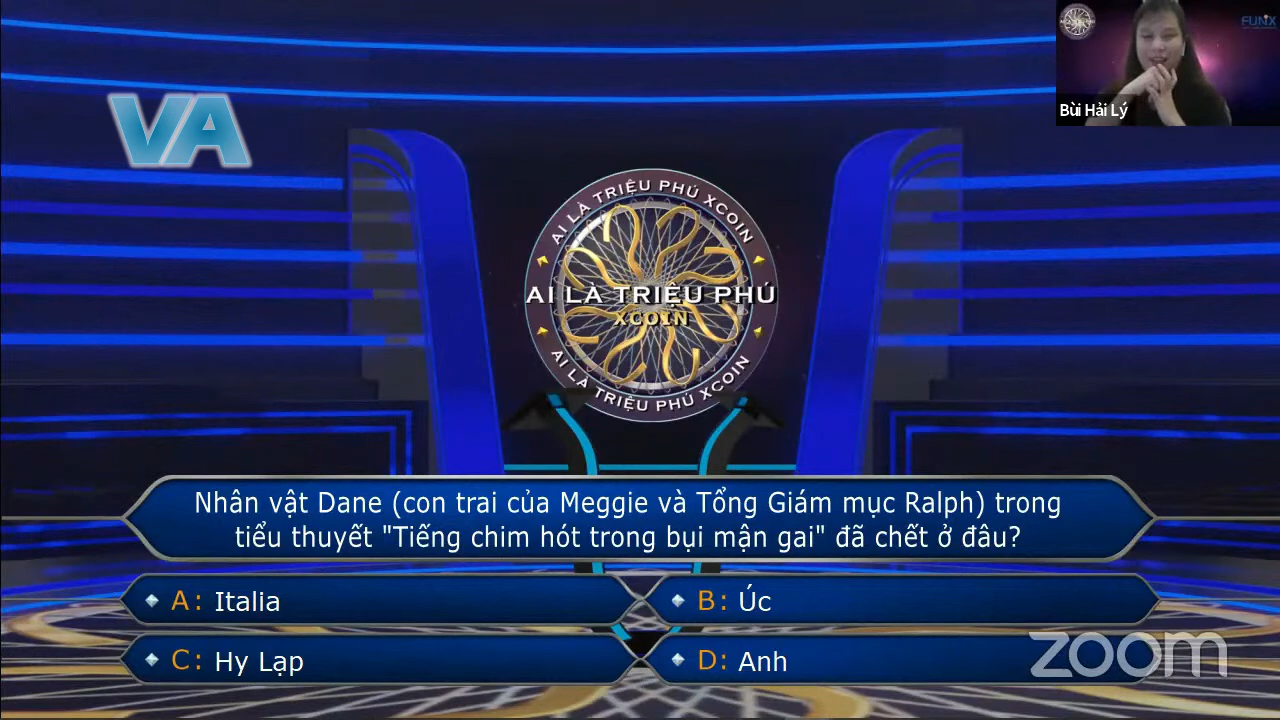 VA
FUNX
Bùi Hải Lý
AI LÀ TRIỆU PHÚ XCOIN
AI LÀ TRIỆU PHÚ
XCOIN
AI LÀ TRIỆU PHÚ XCOIN
Nhân vật Dane (con trai của Meggie và Tổng Giám mục Ralph) trong
tiểu thuyết "Tiếng chim hót trong bụi mận gai" đã chết ở đâu?
A: Italia
B: Úc
C: Hy Lạp
D: Anh
zoom